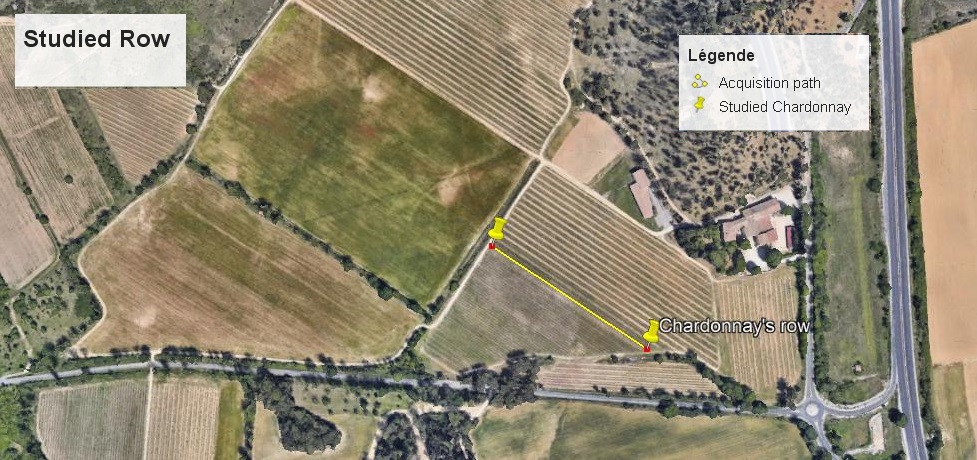 Studied Row
Légende
Acquisition path
Studied Chardonnay
Chardonnay's row